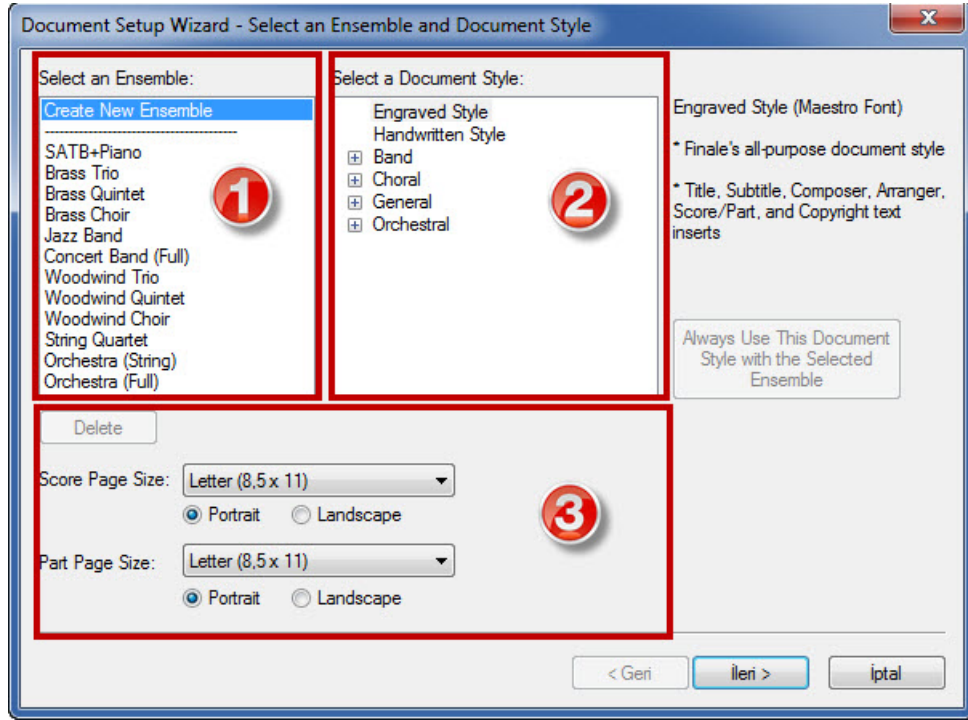 Document Setup Wizard - Select an Ensemble and Document Style
Select an Ensemble:
Create New Ensemble
----------------------------------------
SATB+Piano
Brass Trio
Brass Quintet
Brass Choir
Jazz Band
Concert Band (Full)
Woodwind Trio
Woodwind Quintet
Woodwind Choir
String Quartet
Orchestra (String)
Orchestra (Full)
1
Select a Document Style:
Engraved Style
Handwritten Style
Band
Choral
General
Orchestral
2
Engraved Style (Maestro Font)
* Finale's all-purpose document style
* Title, Subtitle, Composer, Arranger,
Score/Part, and Copyright text
inserts
Always Use This Document
Style with the Selected
Ensemble
Delete
Score Page Size: Letter (8,5 x 11)
Portrait Landscape
3
Part Page Size: Letter (8,5 x 11)
Portrait Landscape
< Geri İleri > İptal